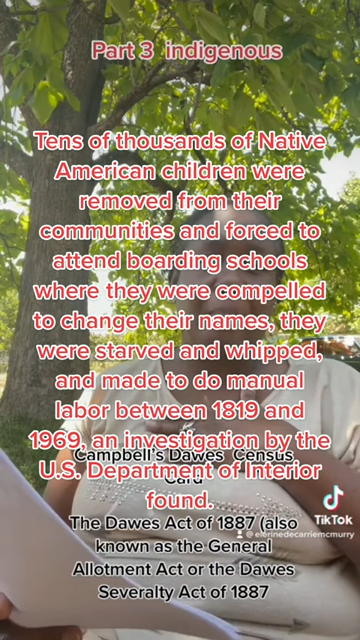 Part 3 indigenous
Tens of thousands of Native
American children were
removed from their
communities and forced to
attend boarding schools
where they were compelled
to change their names, they
were starved and whipped,
and made to do manual
labor between 1819 and
1969, an investigation by the
Campbell's Dawes Census
Card
U.S. Department of Interior
found.
TikTok
@elerinedecarriemcmurry
The Dawes Act of 1887 (also
known as the General
Allotment Act or the Dawes
Severalty Act of 1887